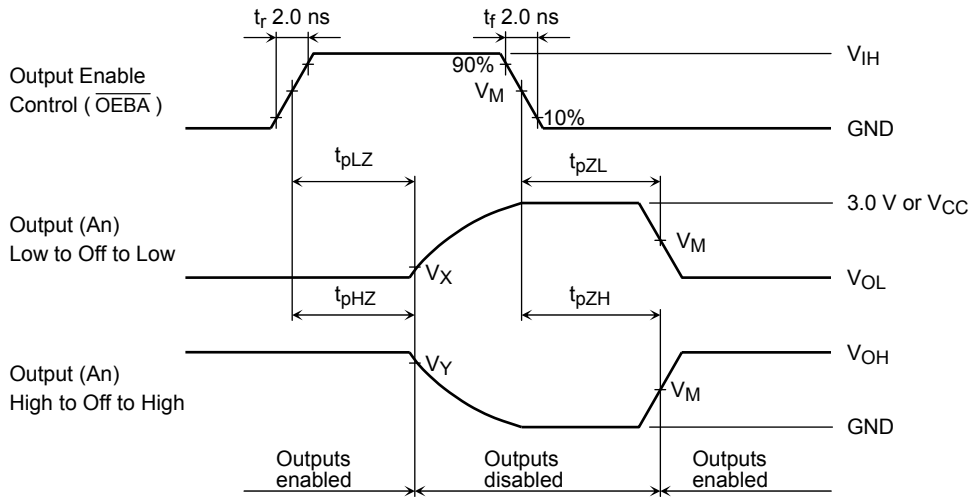 tr 2.0 ns
tf 2.0 ns
90%
VIH
Output Enable
Control ( OEBA )
VM
10%
GND
tpLZ
tpZL
3.0 V or VCC
Output (An)
Low to Off to Low
VM
VX
VOL
tpHZ
tpZH
VOH
VY
Output (An)
High to Off to High
VM
GND
Outputs
enabled
Outputs
disabled
Outputs
enabled